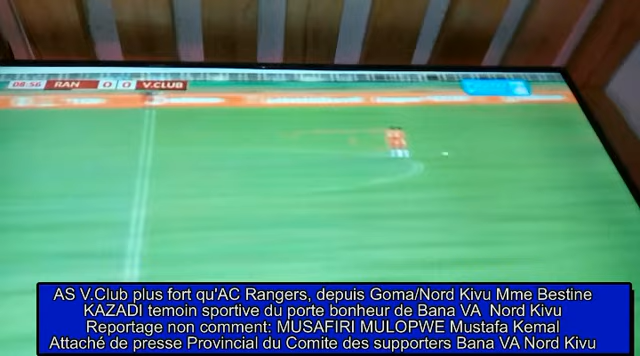 08:56 RAN 0 0 V.CLUB
AS V.Club plus fort qu'AC Rangers, depuis Goma/Nord Kivu Mme Bestine
KAZADI temoin sportive du porte bonheur de Bana VA Nord Kivu
Reportage non comment: MUSAFIRI MULOPWE Mustafa Kemal
Attaché de presse Provincial du Comite des supporters Bana VA Nord Kivu